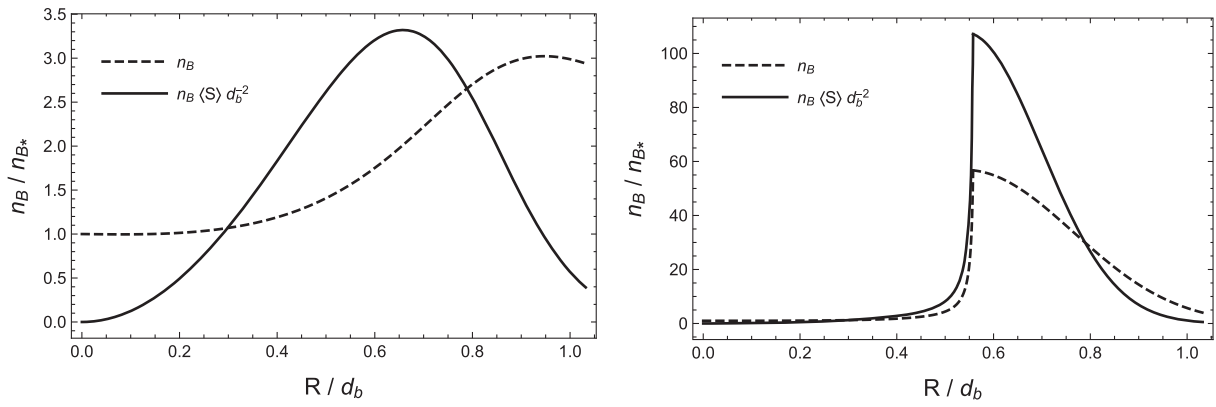 3.5
3.0
2.5
2.0
1.5
1.0
0.5
0.0
n_B / n_{B*}
n_B
n_B ⟨S⟩ d_b^{-2}
0.0 0.2 0.4 0.6 0.8 1.0
R / d_b
100
80
60
40
20
0
n_B / n_{B*}
n_B
n_B ⟨S⟩ d_b^{-2}
0.0 0.2 0.4 0.6 0.8 1.0
R / d_b